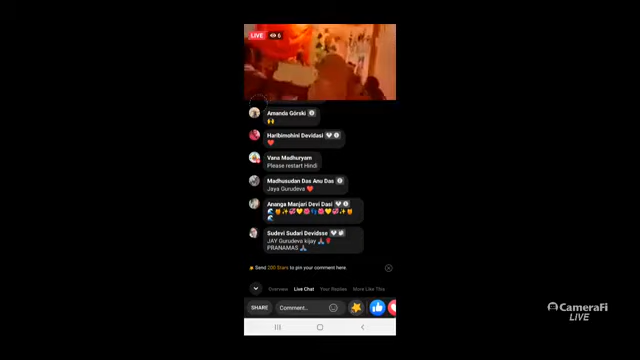 LIVE 6
Amanda Górski
🙌
Haribimohini Devidasi
❤️
Vana Madhuryam
Please restart Hindi
Madhusudan Das Anu Das
Jaya Gurudeva ❤️
Ananga Manjari Devi Dasi
Sudevi Sudari Devidsse
JAY Gurudeva kijay 🙏🌹
PRANAMAS 🙏
Send 200 Stars to pin your comment here.
Overview Live Chat Your Replies More Like This
SHARE Comment...
CameraFi
LIVE